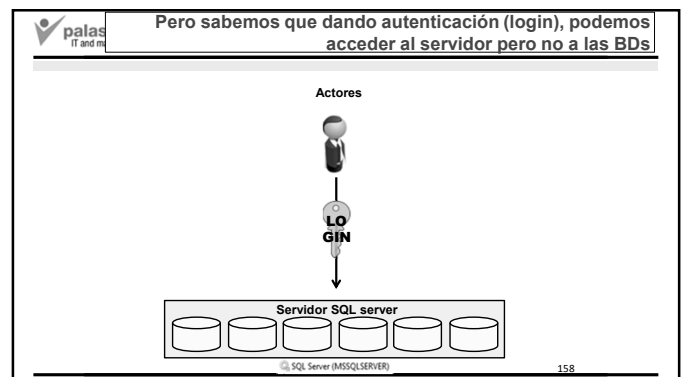 palas
IT and m
Pero sabemos que dando autenticación (login), podemos
acceder al servidor pero no a las BDs
Actores
LO
GIN
Servidor SQL server
SQL Server (MSSQLSERVER)
158